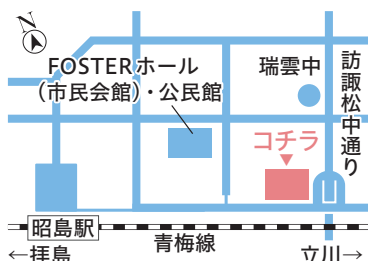 N
FOSTERホール
（市民会館）・公民館
瑞雲中
訪諏松中通り
コチラ
昭島駅
青梅線
←拝島
立川→